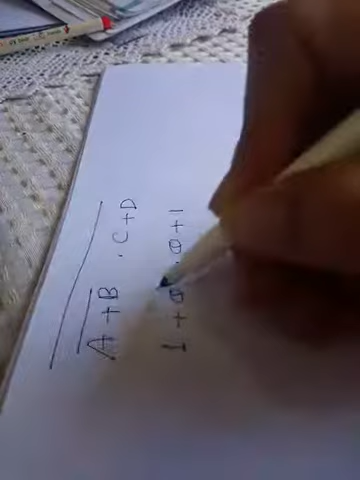 A + B . C + D
1 + 0 . 0 + 1